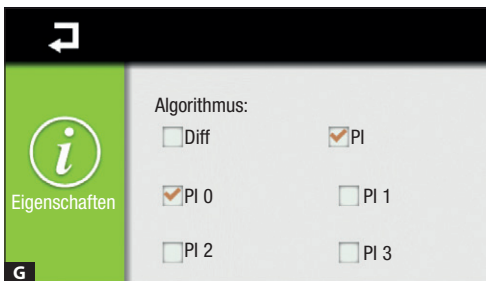 Algorithmus:
Diff PI
Eigenschaften PI 0 PI 1
PI 2 PI 3
G